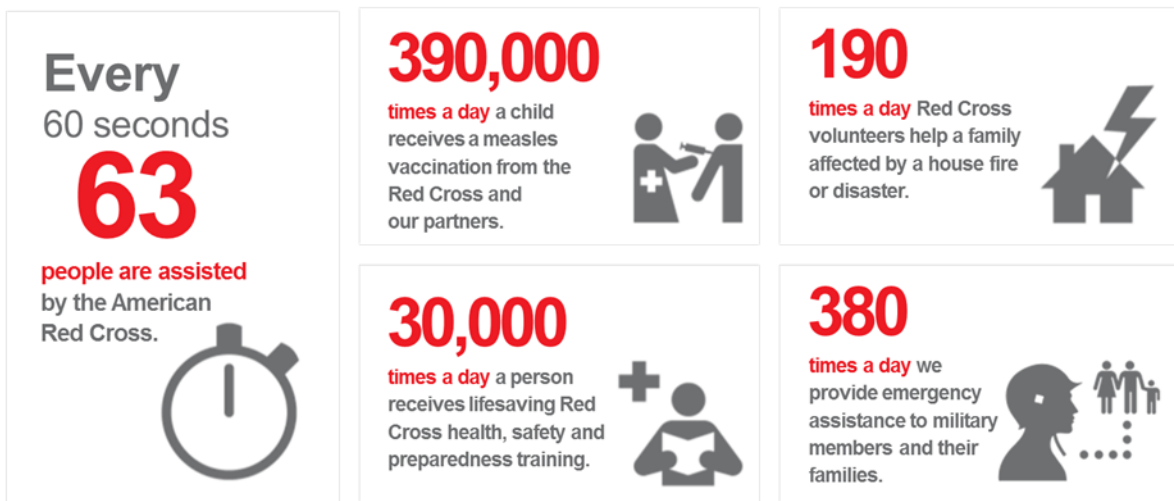 Every
60 seconds
63
people are assisted
by the American
Red Cross.
390,000
times a day a child
receives a measles
vaccination from the
Red Cross and
our partners.
190
times a day Red Cross
volunteers help a family
affected by a house fire
or disaster.
30,000
times a day a person
receives lifesaving Red
Cross health, safety and
preparedness training.
380
times a day we
provide emergency
assistance to military
members and their
families.